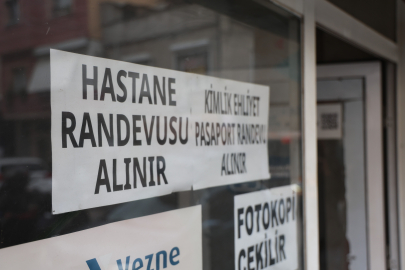 HASTANE
RANDEVUSU
ALINIR
KİMLİK EHLİYET
PASAPORT RANDEVU
ALINIR
FOTOKOPİ
ÇEKİLİR
Vezne